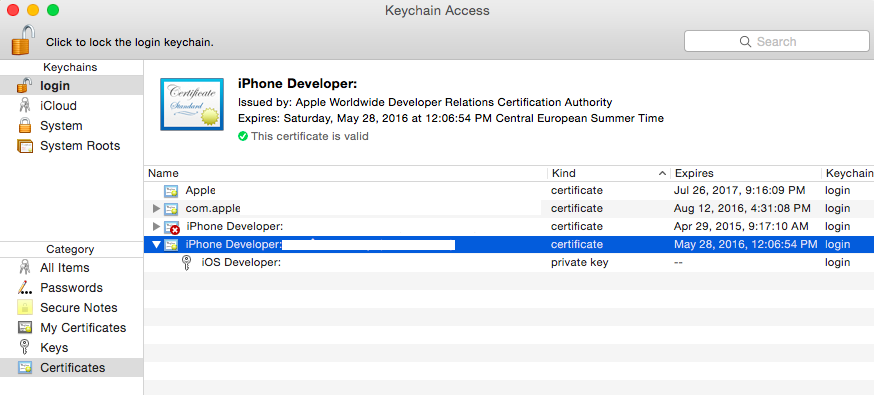 Keychain Access
Click to lock the login keychain.
Search
Keychains
login
iCloud
System
System Roots
Certificate
Standard
iPhone Developer:
Issued by: Apple Worldwide Developer Relations Certification Authority
Expires: Saturday, May 28, 2016 at 12:06:54 PM Central European Summer Time
This certificate is valid
Name Kind Expires Keychain
Apple certificate Jul 26, 2017, 9:16:09 PM login
com.apple certificate Aug 12, 2016, 4:31:08 PM login
iPhone Developer: certificate Apr 29, 2015, 9:17:10 AM login
iPhone Developer: certificate May 28, 2016, 12:06:54 PM login
iOS Developer: private key -- login
Category
All Items
Passwords
Secure Notes
My Certificates
Keys
Certificates